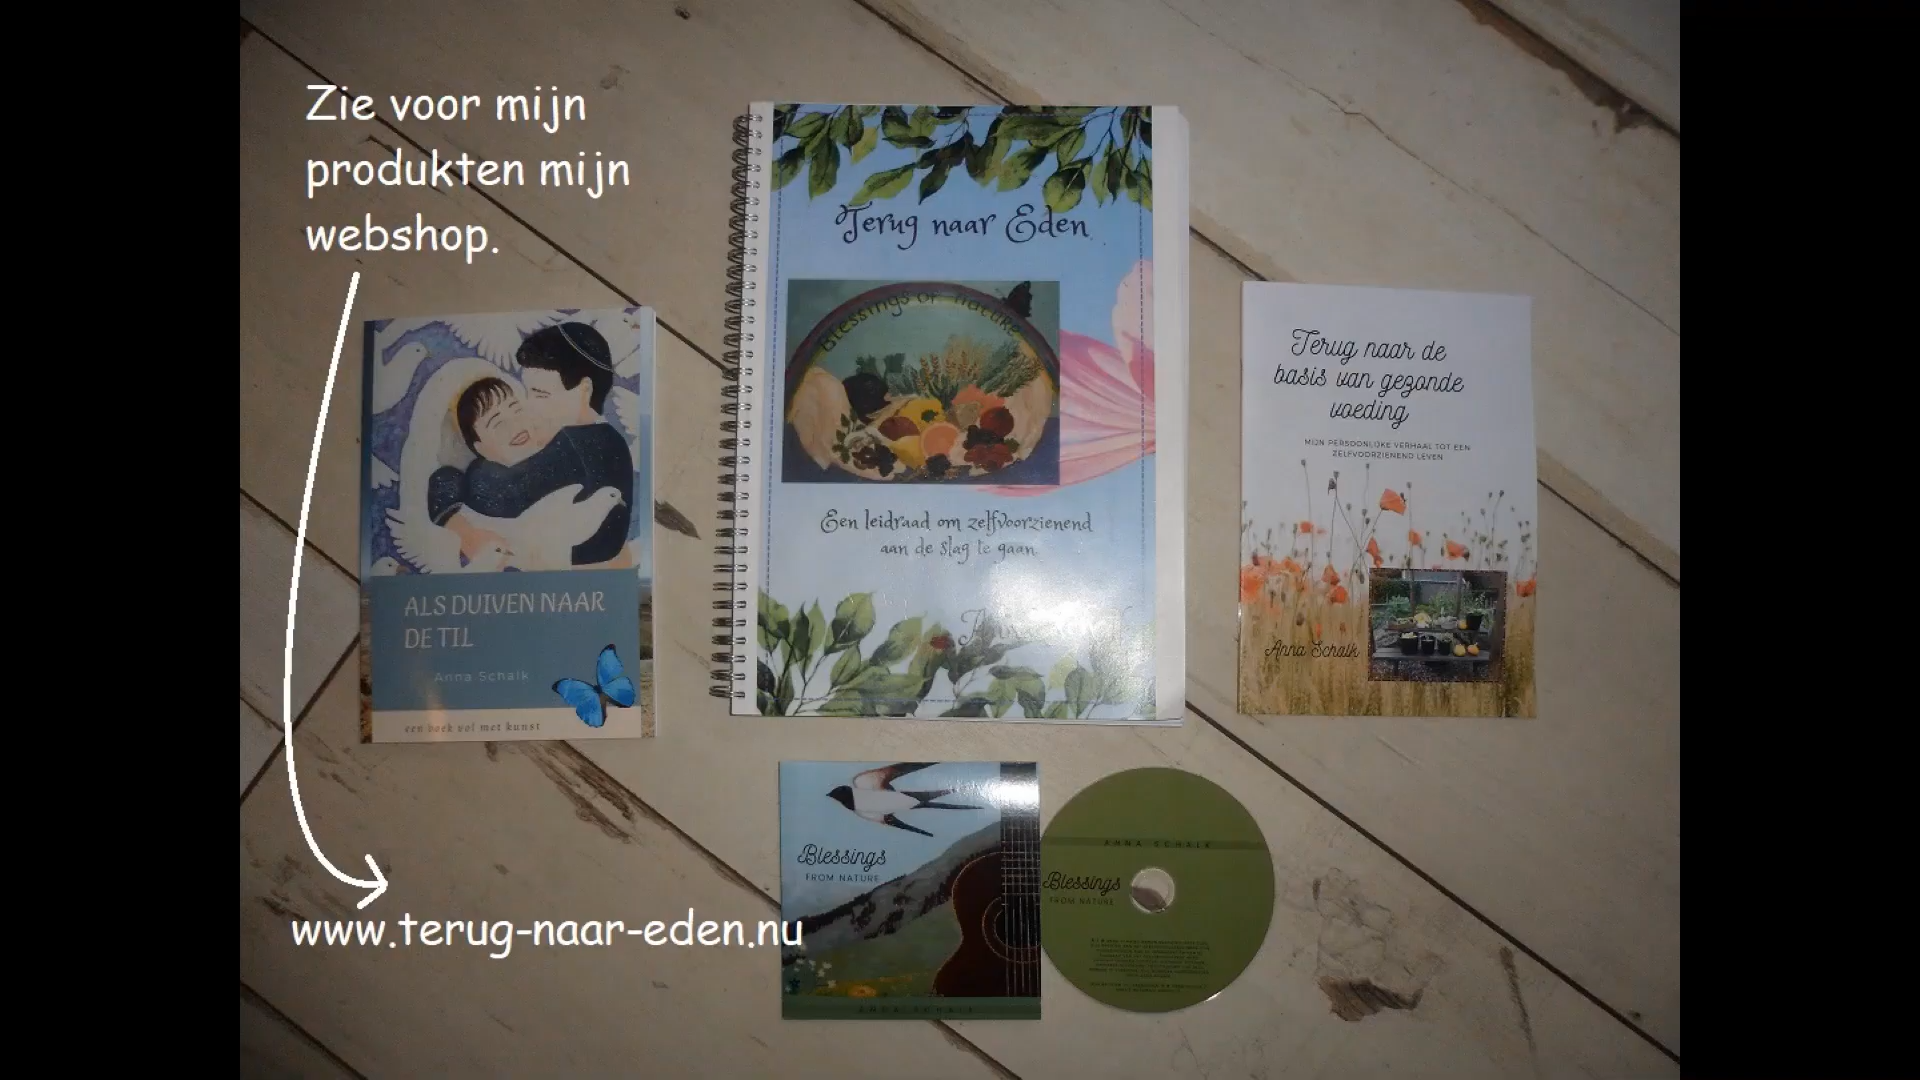 Zie voor mijn
produkten mijn
webshop.
www.terug-naar-eden.nu
ALS DUIVEN NAAR
DE TIL
Anna Schalk
een boek vol met kunst
Terug naar Eden
Blessings of nature
Een leidraad om zelfvoorzienend
aan de slag te gaan
Terug naar de
basis van gezonde
voeding
MIJN PERSOONLIJKE VERHAAL TOT EEN
ZELFVOORZIENEND LEVEN
Anna Schalk
Blessings
FROM NATURE
ANNA SCHALK
ANNA SCHALK
Blessings
FROM NATURE